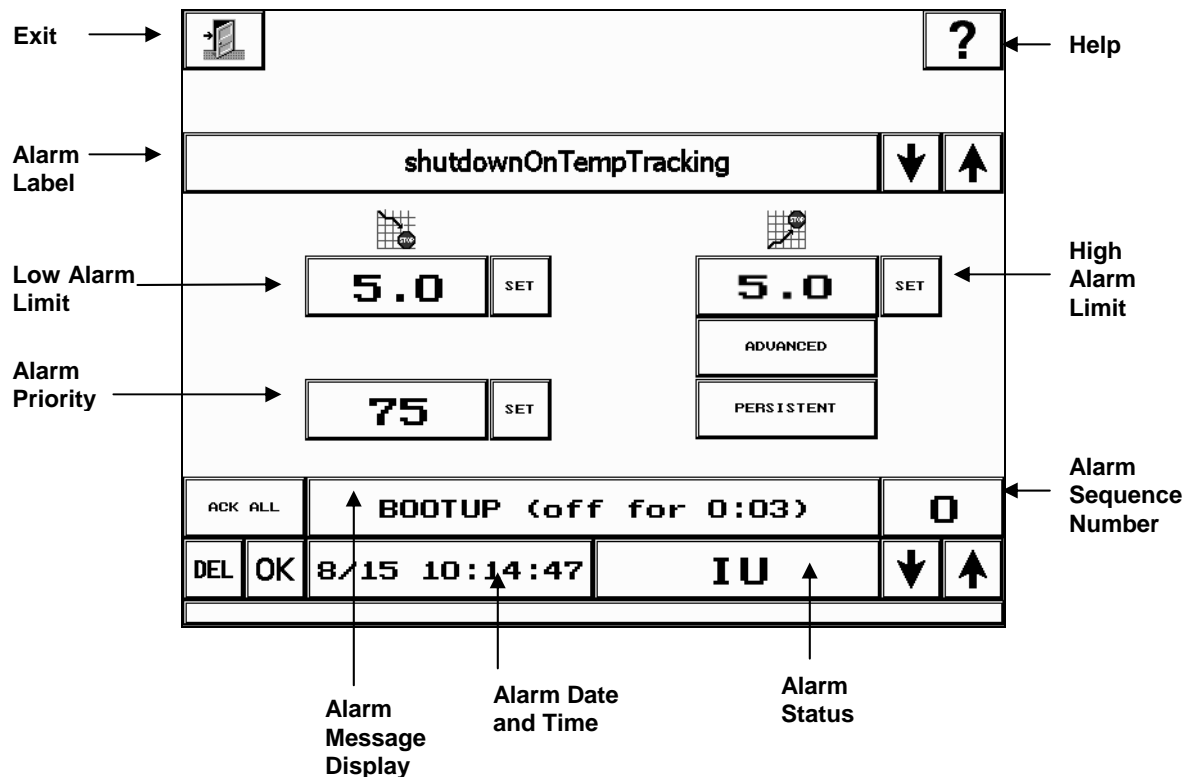 Exit
?
Help
Alarm
Label
shutdownOnTempTracking
STOP
STOP
Low Alarm
Limit
5.0
SET
5.0
SET
High
Alarm
Limit
ADVANCED
Alarm
Priority
75
SET
PERSISTENT
ACK ALL
BOOTUP (off for 0:03)
0
Alarm
Sequence
Number
DEL
OK
8/15 10:14:47
IU
Alarm
Message
Display
Alarm Date
and Time
Alarm
Status